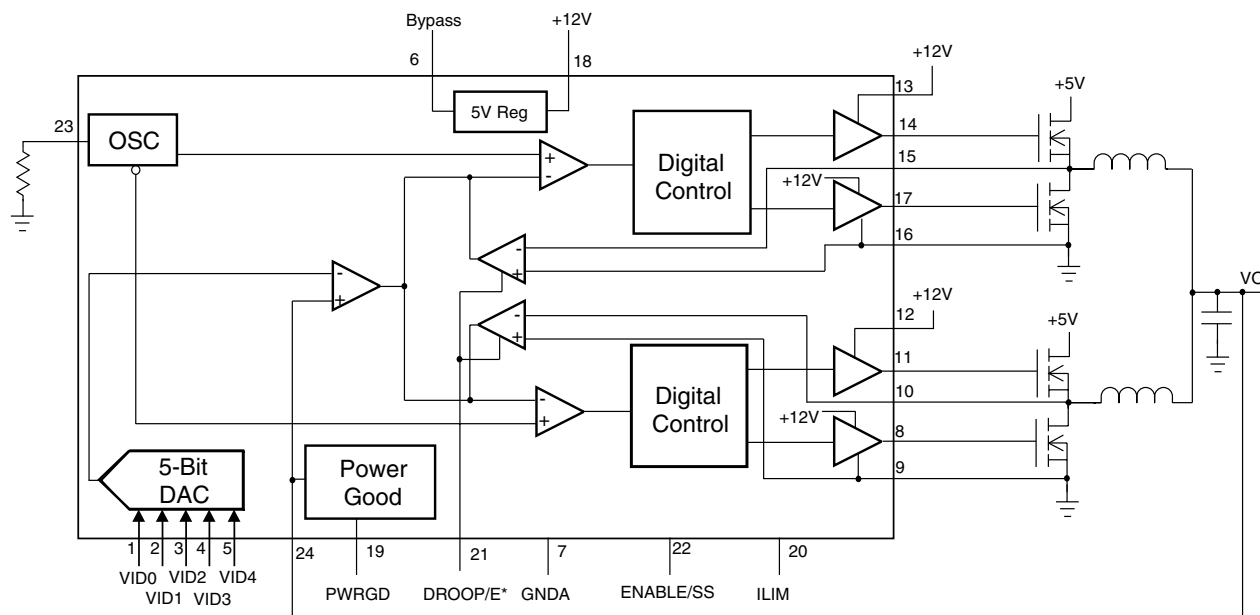 Bypass
+12V
6
18
+12V
13
+5V
5V Reg
23
OSC
14
+
-
Digital
Control
15
+12V
17
-
+
16
-
+
VO
+12V
12
+5V
-
+
11
-
+
Digital
Control
10
+12V
8
5-Bit
DAC
Power
Good
9
1
2
3
4
5
24
19
21
7
22
20
VID0
VID2
VID4
VID1
VID3
PWRGD
DROOP/E*
GNDA
ENABLE/SS
ILIM